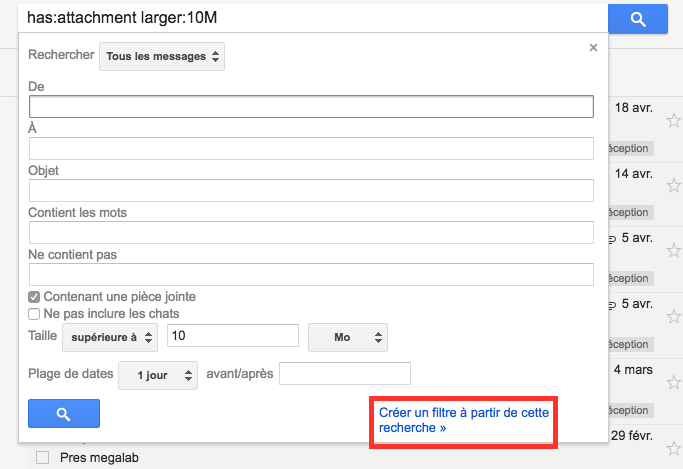 has:attachment larger:10M
Rechercher Tous les messages
De
À
Objet
Contient les mots
Ne contient pas
Contenant une pièce jointe
Ne pas inclure les chats
Taille supérieure à 10 Mo
Plage de dates 1 jour avant/après
Créer un filtre à partir de cette
recherche »
18 avr.
éception
14 avr.
éception
5 avr.
éception
5 avr.
éception
4 mars
éception
29 févr.
Pres megalab